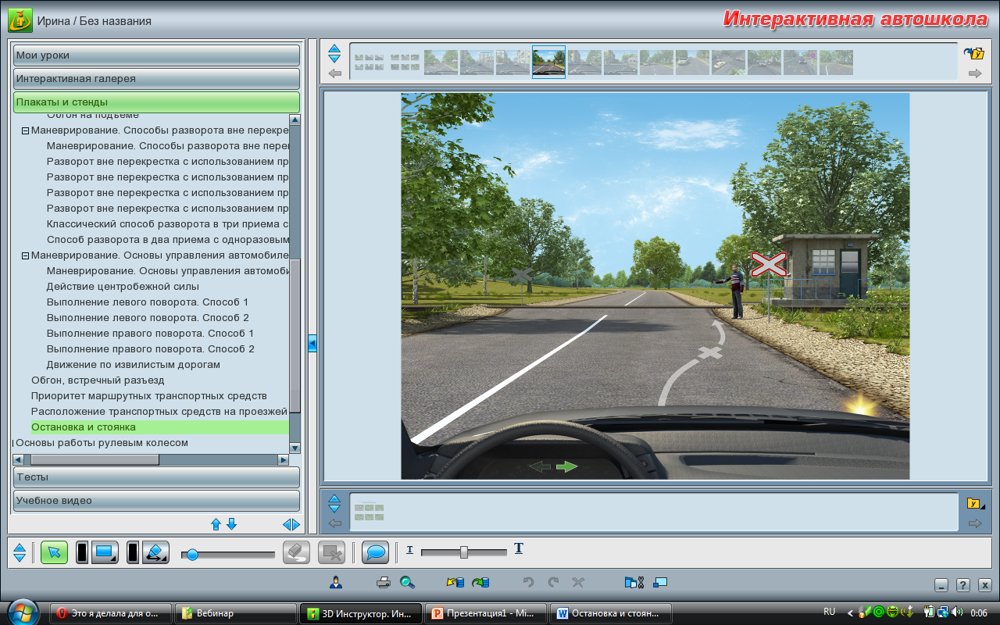 Ирина / Без названия
Интерактивная автошкола
Мои уроки
Интерактивная галерея
Плакаты и стенды
Обгон на подъеме
Маневрирование. Способы разворота вне перекре
Маневрирование. Способы разворота вне пере
Разворот вне перекрестка с использованием пр
Разворот вне перекрестка с использованием пр
Разворот вне перекрестка с использованием пр
Разворот вне перекрестка с использованием пр
Классический способ разворота в три приема с
Способ разворота в два приема с одноразовым
Маневрирование. Основы управления автомобиле
Маневрирование. Основы управления автомоби
Действие центробежной силы
Выполнение левого поворота. Способ 1
Выполнение левого поворота. Способ 2
Выполнение правого поворота. Способ 1
Выполнение правого поворота. Способ 2
Движение по извилистым дорогам
Обгон, встречный разъезд
Приоритет маршрутных транспортных средств
Расположение транспортных средств на проезжей
Остановка и стоянка
Основы работы рулевым колесом
Тесты
Учебное видео
T T
? x
Это я делала для о...
Вебинар
3D Инструктор. Ин...
Презентация1 - Mi...
Остановка и стоян...
RU
0:06